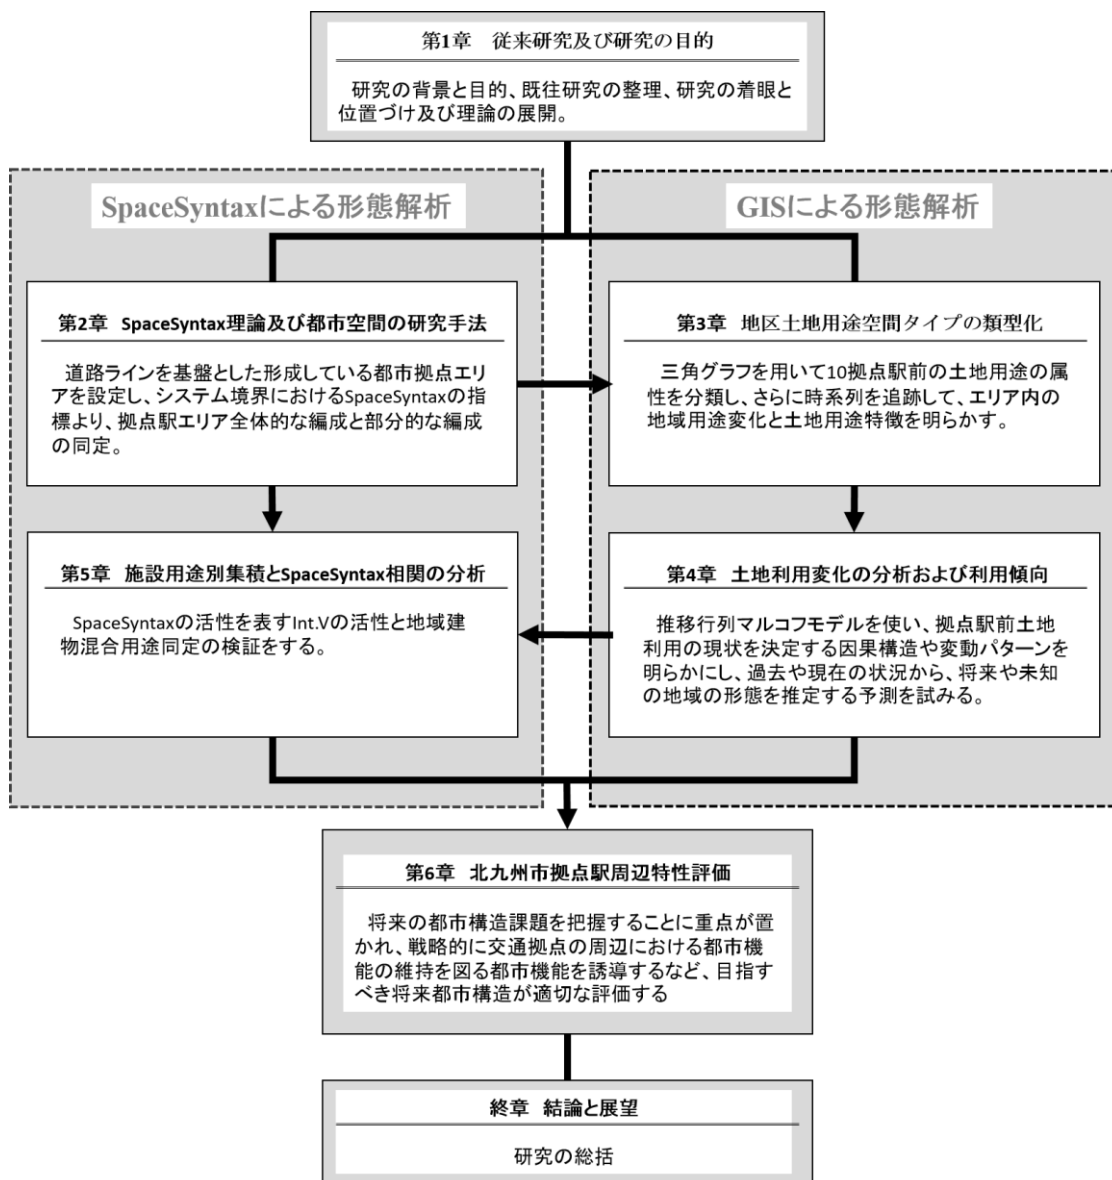 第1章　従来研究及び研究の目的
研究の背景と目的、既往研究の整理、研究の着眼と
位置づけ及び理論の展開。
SpaceSyntaxによる形態解析
GISによる形態解析
第2章 SpaceSyntax理論及び都市空間の研究手法
道路ラインを基盤とした形成している都市拠点エリ
アを設定し、システム境界におけるSpaceSyntaxの指
標より、拠点駅エリア全体的な編成と部分的な編成
の同定。
第3章 地区土地用途空間タイプの類型化
三角グラフを用いて10拠点駅前の土地用途の属
性を分類し、さらに時系列を追跡して、エリア内の
地域用途変化と土地用途特徴を明らかす。
第5章 施設用途別集積とSpaceSyntax相関の分析
SpaceSyntaxの活性を表すInt.Vの活性と地域建
物混合用途同定の検証をする。
第4章 土地利用変化の分析および利用傾向
推移行列マルコフモデルを使い、拠点駅前土地
利用の現状を決定する因果構造や変動パターンを
明らかにし、過去や現在の状況から、将来や未知
の地域の形態を推定する予測を試みる。
第6章 北九州市拠点駅周辺特性評価
将来の都市構造課題を把握することに重点が置
かれ、戦略的に交通拠点の周辺における都市機
能の維持を図る都市機能を誘導するなど、目指す
べき将来都市構造が適切な評価する
終章 結論と展望
研究の総括